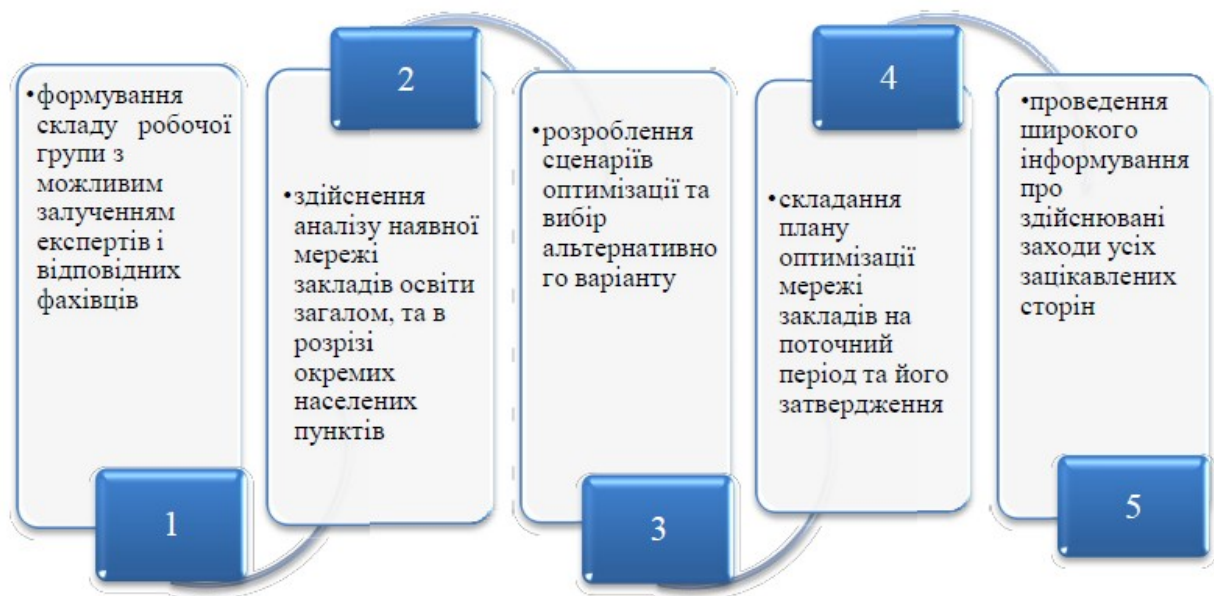 1
•формування
складу робочої
групи з
можливим
залученням
експертів і
відповідних
фахівців
2
•здійснення
аналізу наявної
мережі
закладів освіти
загалом, та в
розрізі
окремих
населених
пунктів
3
•розроблення
сценаріїв
оптимізації та
вибір
альтернативно
го варіанту
4
•складання
плану
оптимізації
мережі
закладів на
поточний
період та його
затвердження
5
•проведення
широкого
інформування
про
здійснювані
заходи усіх
зацікавлених
сторін